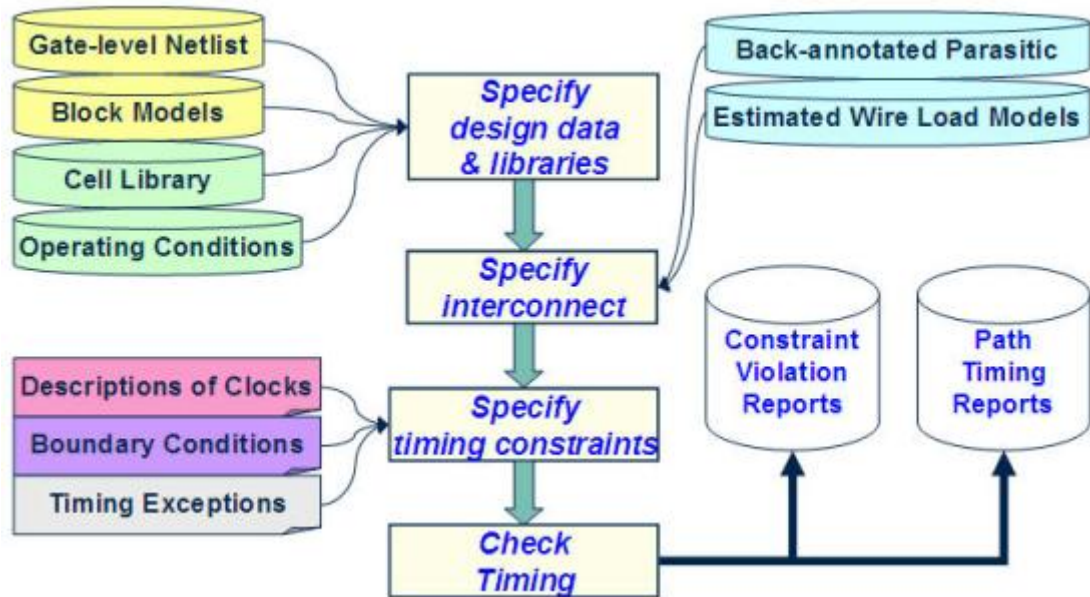 Gate-level Netlist
Block Models
Cell Library
Operating Conditions
Specify
design data
& libraries
Back-annotated Parasitic
Estimated Wire Load Models
Specify
interconnect
Descriptions of Clocks
Boundary Conditions
Timing Exceptions
Specify
timing constraints
Constraint
Violation
Reports
Path
Timing
Reports
Check
Timing